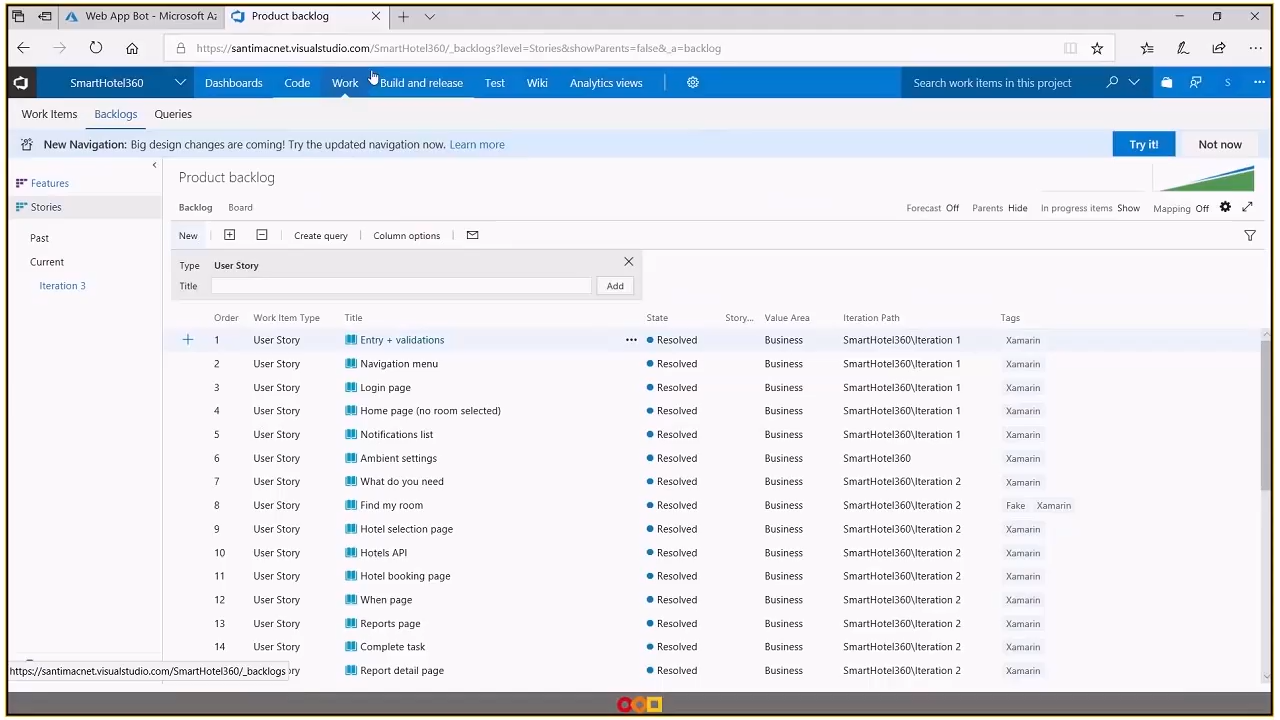 Web App Bot - Microsoft Az
Product backlog
https://santimacnet.visualstudio.com/SmartHotel360/_backlogs?level=Stories&showParents=false&_a=backlog
SmartHotel360 Dashboards Code Work Build and release Test Wiki Analytics views Search work items in this project S
Work Items Backlogs Queries
New Navigation: Big design changes are coming! Try the updated navigation now. Learn more Try it! Not now
Features
Stories
Past
Current
Iteration 3
Product backlog
Backlog Board Forecast Off Parents Hide In progress items Show Mapping Off
New Create query Column options
Type User Story
Title Add
Order Work Item Type Title State Story... Value Area Iteration Path Tags
1 User Story Entry + validations ... Resolved Business SmartHotel360\Iteration 1 Xamarin
2 User Story Navigation menu Resolved Business SmartHotel360\Iteration 1 Xamarin
3 User Story Login page Resolved Business SmartHotel360\Iteration 1 Xamarin
4 User Story Home page (no room selected) Resolved Business SmartHotel360\Iteration 1 Xamarin
5 User Story Notifications list Resolved Business SmartHotel360\Iteration 1 Xamarin
6 User Story Ambient settings Resolved Business SmartHotel360 Xamarin
7 User Story What do you need Resolved Business SmartHotel360\Iteration 2 Xamarin
8 User Story Find my room Resolved Business SmartHotel360\Iteration 2 Fake Xamarin
9 User Story Hotel selection page Resolved Business SmartHotel360\Iteration 2 Xamarin
10 User Story Hotels API Resolved Business SmartHotel360\Iteration 2 Xamarin
11 User Story Hotel booking page Resolved Business SmartHotel360\Iteration 2 Xamarin
12 User Story When page Resolved Business SmartHotel360\Iteration 2 Xamarin
13 User Story Reports page Resolved Business SmartHotel360\Iteration 2 Xamarin
14 User Story Complete task Resolved Business SmartHotel360\Iteration 2 Xamarin
https://santimacnet.visualstudio.com/SmartHotel360/_backlogs ory Report detail page Resolved Business SmartHotel360\Iteration 2 Xamarin